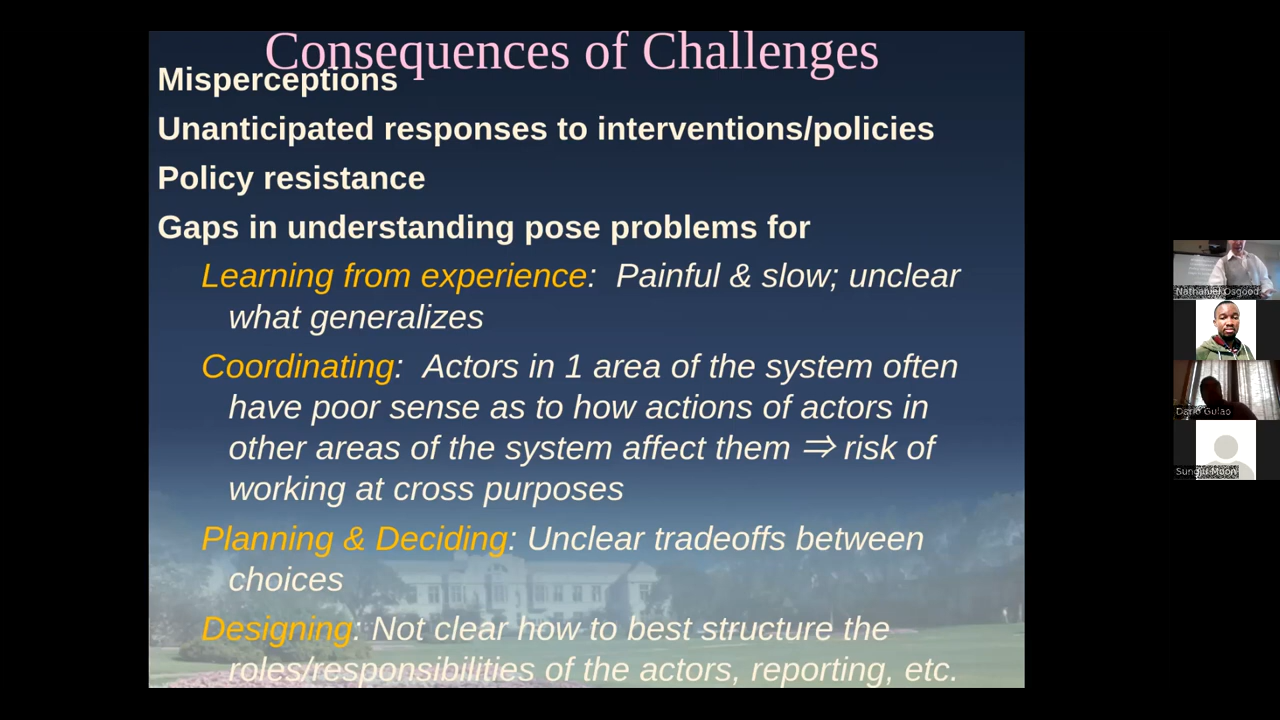 Consequences of Challenges
Misperceptions
Unanticipated responses to interventions/policies
Policy resistance
Gaps in understanding pose problems for
Learning from experience: Painful & slow; unclear
what generalizes
Coordinating: Actors in 1 area of the system often
have poor sense as to how actions of actors in
other areas of the system affect them ⇒ risk of
working at cross purposes
Planning & Deciding: Unclear tradeoffs between
choices
Designing: Not clear how to best structure the
roles/responsibilities of the actors, reporting, etc.
Nathaniel Osgood
Dario Gulao
Sungju Moon